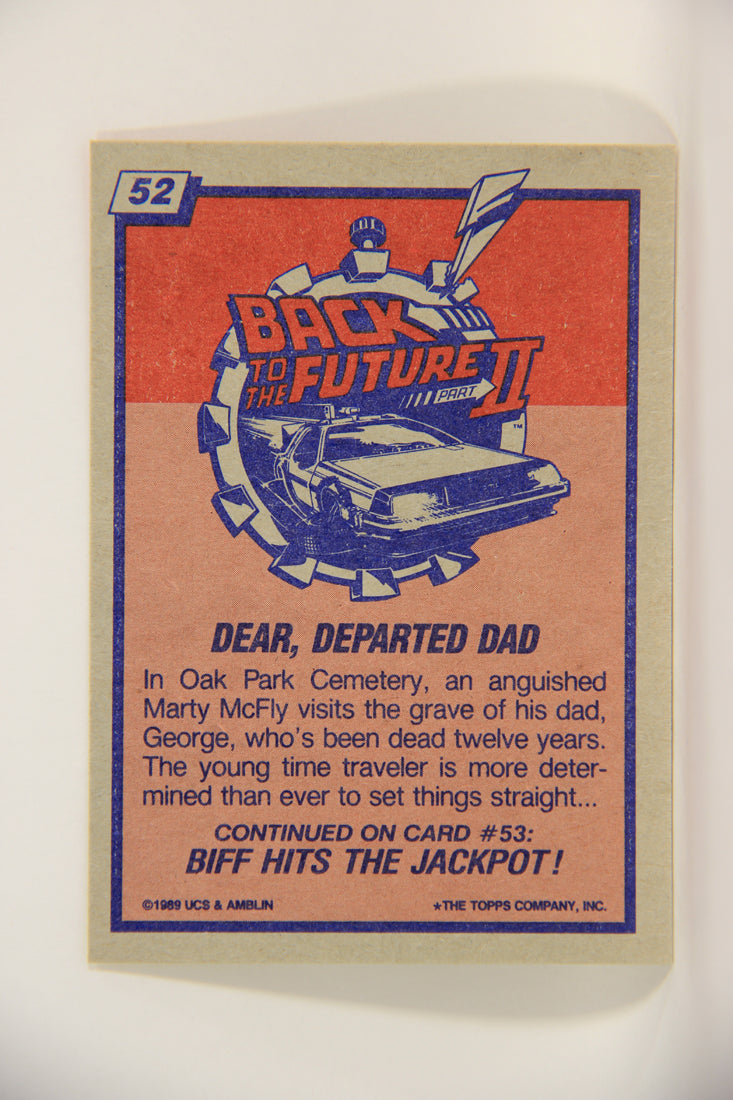 52
BACK
TO THE FUTURE
PART II
™
DEAR, DEPARTED DAD
In Oak Park Cemetery, an anguished
Marty McFly visits the grave of his dad,
George, who's been dead twelve years.
The young time traveler is more deter-
mined than ever to set things straight...
CONTINUED ON CARD #53:
BIFF HITS THE JACKPOT!
©1989 UCS & AMBLIN
★THE TOPPS COMPANY, INC.